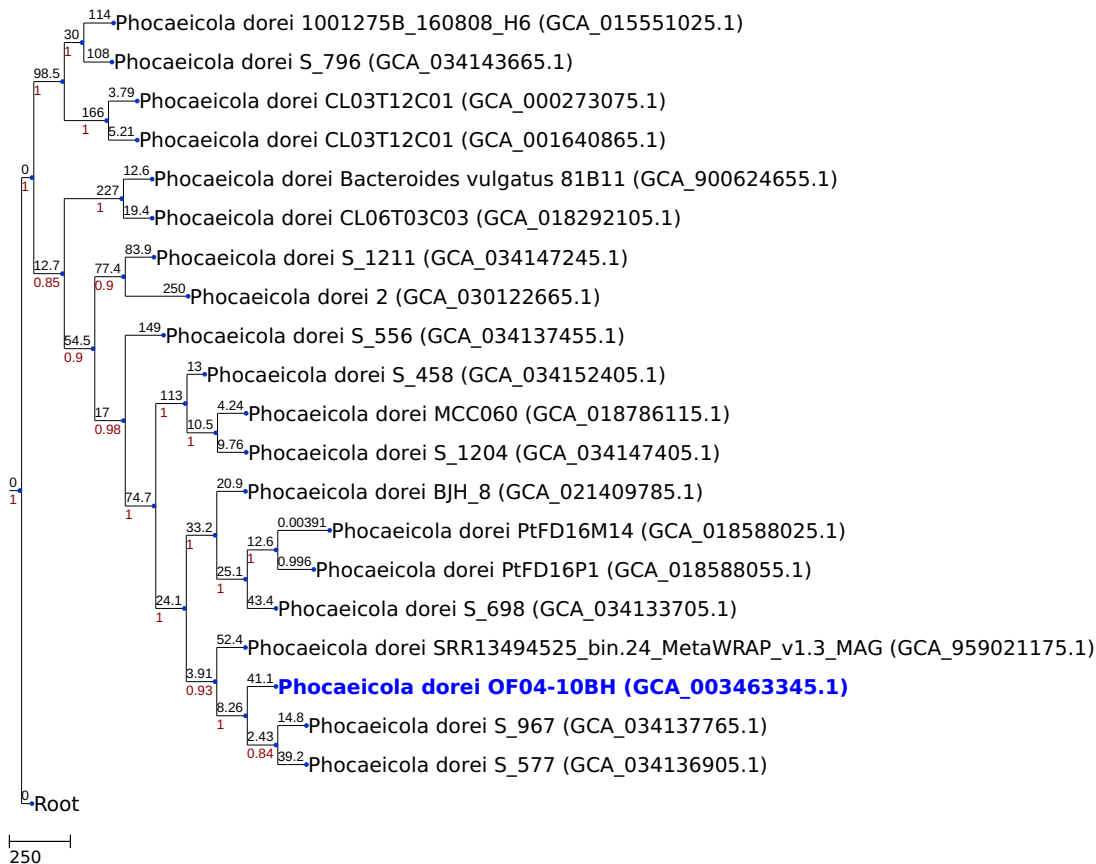 114
Phocaeicola dorei 1001275B_160808_H6 (GCA_015551025.1)
30
1
108
Phocaeicola dorei S_796 (GCA_034143665.1)
98.5
1
3.79
Phocaeicola dorei CL03T12C01 (GCA_000273075.1)
166
1
5.21
Phocaeicola dorei CL03T12C01 (GCA_001640865.1)
0
1
12.6
Phocaeicola dorei Bacteroides vulgatus 81B11 (GCA_900624655.1)
227
1
19.4
Phocaeicola dorei CL06T03C03 (GCA_018292105.1)
83.9
Phocaeicola dorei S_1211 (GCA_034147245.1)
12.7
0.85
77.4
0.9
250
Phocaeicola dorei 2 (GCA_030122665.1)
149
Phocaeicola dorei S_556 (GCA_034137455.1)
54.5
0.9
13
Phocaeicola dorei S_458 (GCA_034152405.1)
113
1
4.24
Phocaeicola dorei MCC060 (GCA_018786115.1)
17
0.98
10.5
1
9.76
Phocaeicola dorei S_1204 (GCA_034147405.1)
0
1
20.9
Phocaeicola dorei BJH_8 (GCA_021409785.1)
74.7
1
0.00391
Phocaeicola dorei PtFD16M14 (GCA_018588025.1)
33.2
1
12.6
1
0.996
Phocaeicola dorei PtFD16P1 (GCA_018588055.1)
25.1
1
24.1
1
43.4
Phocaeicola dorei S_698 (GCA_034133705.1)
52.4
Phocaeicola dorei SRR13494525_bin.24_MetaWRAP_v1.3_MAG (GCA_959021175.1)
3.91
0.93
41.1
Phocaeicola dorei OF04-10BH (GCA_003463345.1)
8.26
1
14.8
Phocaeicola dorei S_967 (GCA_034137765.1)
2.43
0.84
39.2
Phocaeicola dorei S_577 (GCA_034136905.1)
0
Root
250